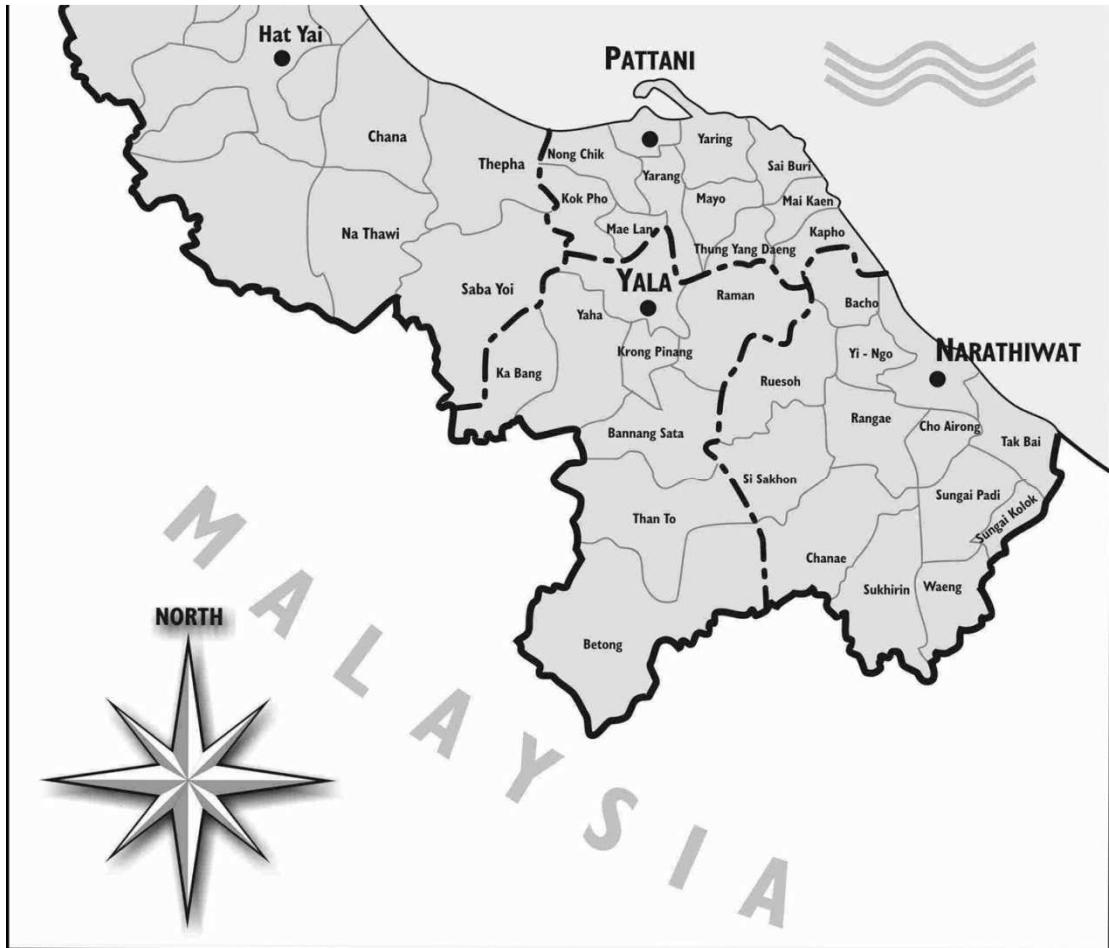 Hat Yai
PATTANI
Chana
Yaring
Thepha
Nong Chik
Sai Buri
Yarang
Kok Pho
Mayo
Mai Kaen
Na Thawi
Mae Lan
Kapho
Thung Yang Daeng
Saba Yoi
YALA
Raman
Bacho
Yaha
Krong Pinang
Yi - Ngo
NARATHIWAT
Ka Bang
Ruesoh
Rangae
Cho Airong
Bannang Sata
Tak Bai
Si Sakhon
Sungai Padi
Sungai Kolok
Than To
Chanae
Sukhirin
Waeng
Betong
NORTH
MALAYSIA